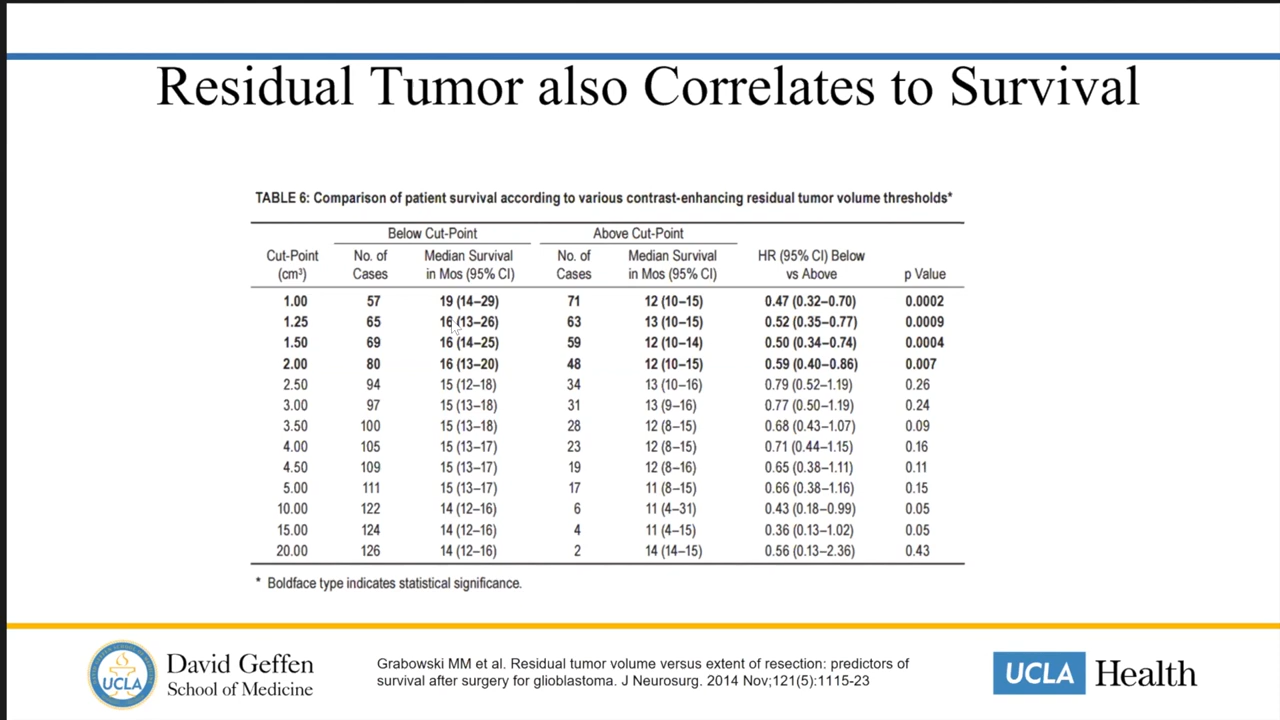 Residual Tumor also Correlates to Survival
TABLE 6: Comparison of patient survival according to various contrast-enhancing residual tumor volume thresholds*
Below Cut-Point Above Cut-Point
Cut-Point No. of Median Survival No. of Median Survival HR (95% CI) Below
(cm³) Cases in Mos (95% CI) Cases in Mos (95% CI) vs Above p Value
1.00 57 19 (14–29) 71 12 (10–15) 0.47 (0.32–0.70) 0.0002
1.25 65 16 (13–26) 63 13 (10–15) 0.52 (0.35–0.77) 0.0009
1.50 69 16 (14–25) 59 12 (10–14) 0.50 (0.34–0.74) 0.0004
2.00 80 16 (13–20) 48 12 (10–15) 0.59 (0.40–0.86) 0.007
2.50 94 15 (12–18) 34 13 (10–16) 0.79 (0.52–1.19) 0.26
3.00 97 15 (13–18) 31 13 (9–16) 0.77 (0.50–1.19) 0.24
3.50 100 15 (13–18) 28 12 (8–15) 0.68 (0.43–1.07) 0.09
4.00 105 15 (13–17) 23 12 (8–15) 0.71 (0.44–1.15) 0.16
4.50 109 15 (13–17) 19 12 (8–16) 0.65 (0.38–1.11) 0.11
5.00 111 15 (13–17) 17 11 (8–15) 0.66 (0.38–1.16) 0.15
10.00 122 14 (12–16) 6 11 (4–31) 0.43 (0.18–0.99) 0.05
15.00 124 14 (12–16) 4 11 (4–15) 0.36 (0.13–1.02) 0.05
20.00 126 14 (12–16) 2 14 (14–15) 0.56 (0.13–2.36) 0.43
* Boldface type indicates statistical significance.
UCLA
David Geffen
School of Medicine
Grabowski MM et al. Residual tumor volume versus extent of resection: predictors of
survival after surgery for glioblastoma. J Neurosurg. 2014 Nov;121(5):1115-23
UCLA Health